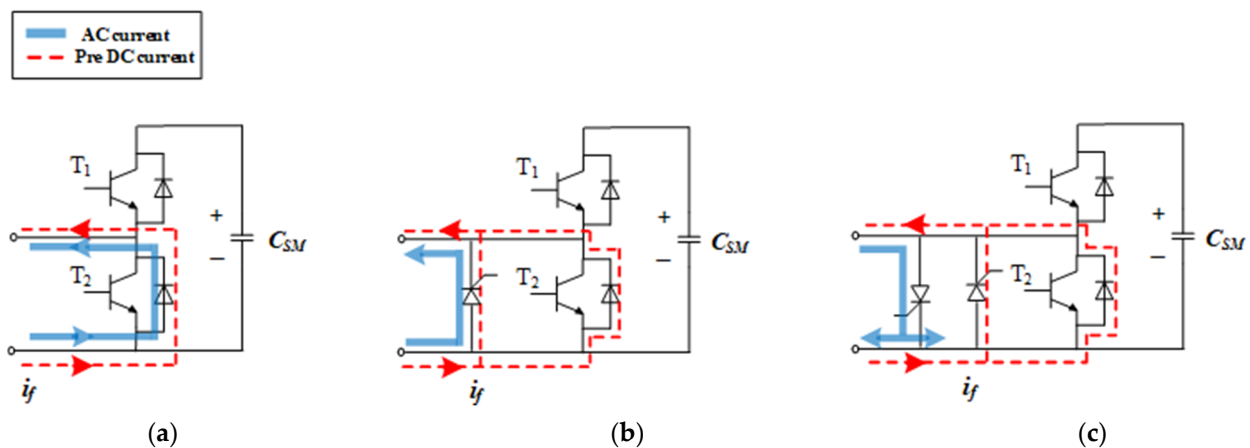 AC current
Pre DC current
T1
T2
+
−
CSM
if
(a)
T1
T2
+
−
CSM
if
(b)
T1
T2
+
−
CSM
if
(c)